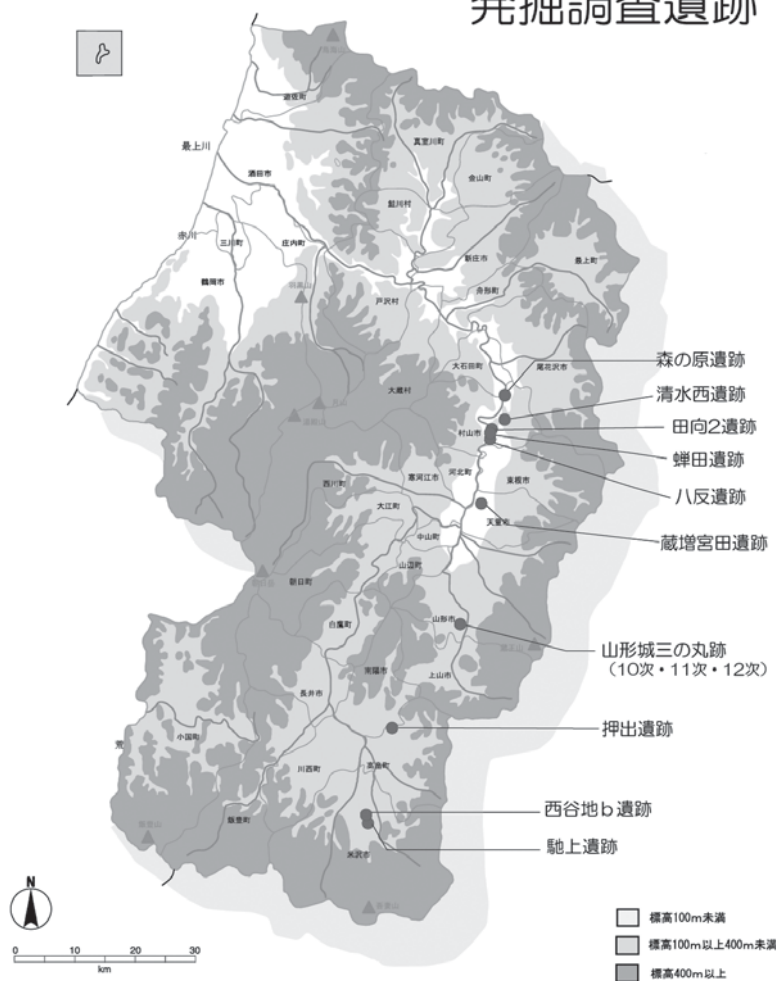 発掘調査遺跡
遊佐町
最上川
真室川町
酒田市
金山町
鮭川村
赤川
三川町
庄内町
新庄市
最上町
鶴岡市
舟形町
戸沢村
森の原遺跡
大石田町
尾花沢市
大蔵村
清水西遺跡
田向2遺跡
村山市
蝉田遺跡
河北町
寒河江市
東根市
西川町
八反遺跡
大江町
天童市
中山町
蔵増宮田遺跡
山辺町
朝日町
白鷹町
山形市
山形城三の丸跡
(10次・11次・12次)
南陽市
上山市
長井市
押出遺跡
小国町
荒
川西町
高畠町
西谷地b遺跡
飯豊町
馳上遺跡
米沢市
N
0 10 20 30
km
標高100m未満
標高100m以上400m未満
標高400m以上